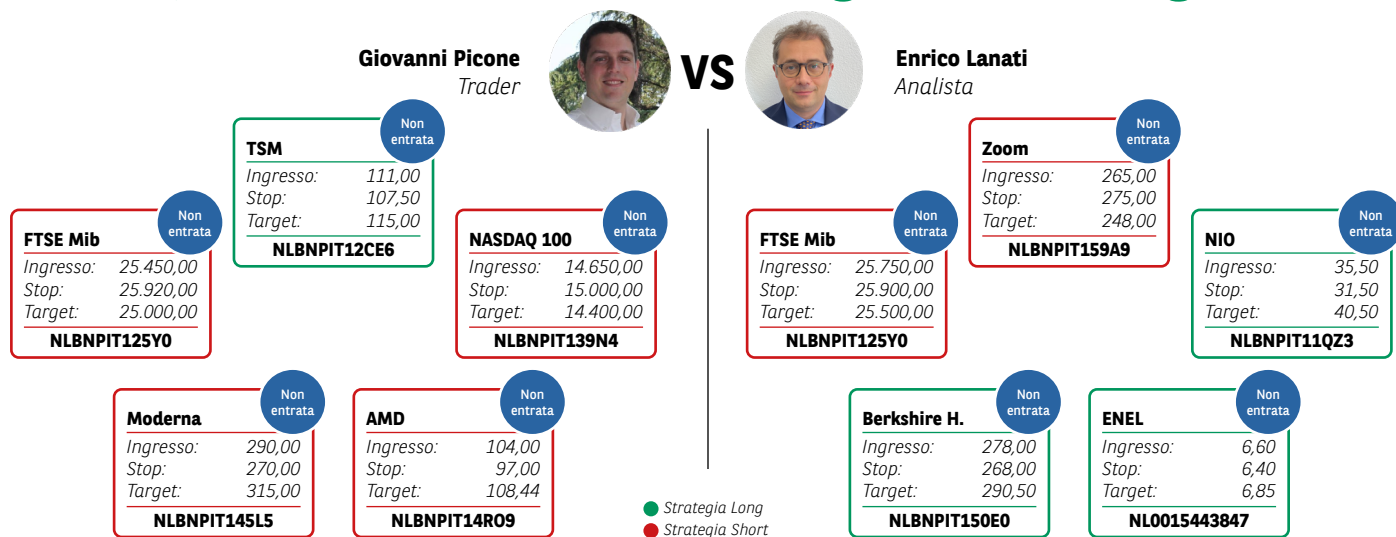 Giovanni Picone
Trader
VS
Enrico Lanati
Analista
Non
entrata
TSM
Ingresso: 111,00
Stop: 107,50
Target: 115,00
NLBNPIT12CE6
Non
entrata
FTSE Mib
Ingresso: 25.450,00
Stop: 25.920,00
Target: 25.000,00
NLBNPIT125Y0
Non
entrata
NASDAQ 100
Ingresso: 14.650,00
Stop: 15.000,00
Target: 14.400,00
NLBNPIT139N4
Non
entrata
Moderna
Ingresso: 290,00
Stop: 270,00
Target: 315,00
NLBNPIT145L5
Non
entrata
AMD
Ingresso: 104,00
Stop: 97,00
Target: 108,44
NLBNPIT14RO9
Non
entrata
Zoom
Ingresso: 265,00
Stop: 275,00
Target: 248,00
NLBNPIT159A9
Non
entrata
FTSE Mib
Ingresso: 25.750,00
Stop: 25.900,00
Target: 25.500,00
NLBNPIT125Y0
Non
entrata
NIO
Ingresso: 35,50
Stop: 31,50
Target: 40,50
NLBNPIT11QZ3
Non
entrata
Berkshire H.
Ingresso: 278,00
Stop: 268,00
Target: 290,50
NLBNPIT150E0
Non
entrata
ENEL
Ingresso: 6,60
Stop: 6,40
Target: 6,85
NL0015443847
Strategia Long
Strategia Short